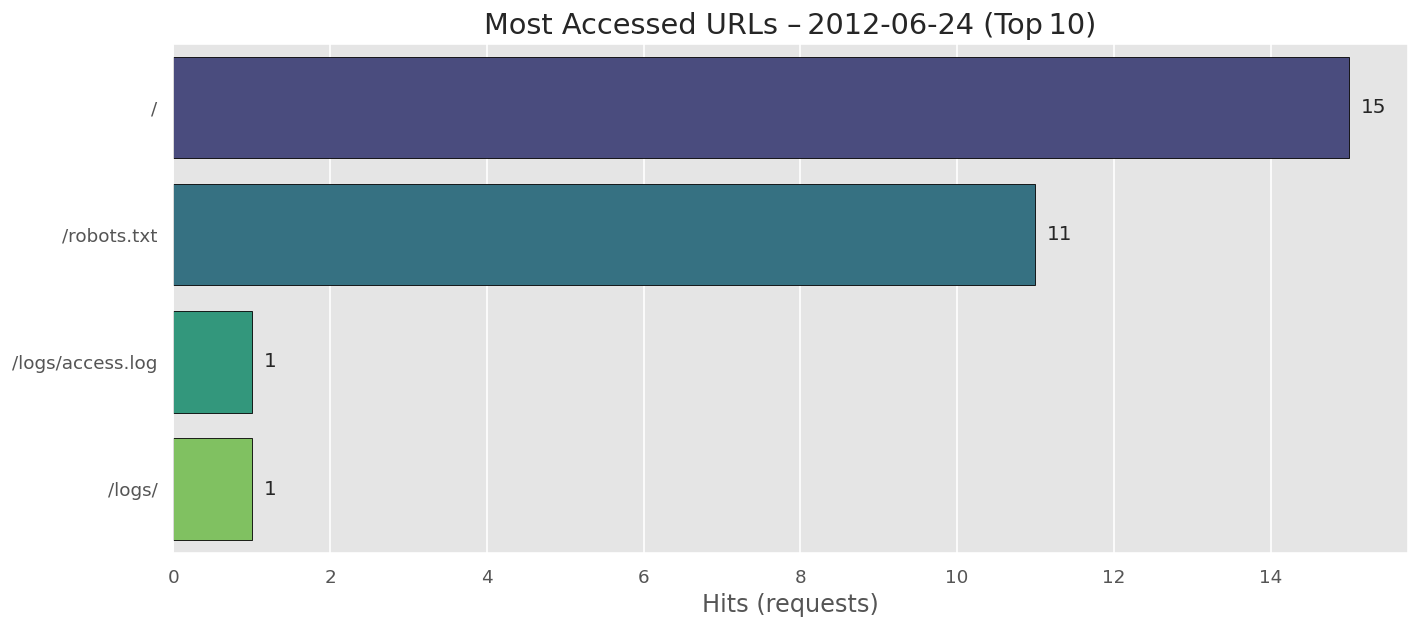 Most Accessed URLs – 2012-06-24 (Top 10)
/
15
/robots.txt
11
/logs/access.log
1
/logs/
1
0 2 4 6 8 10 12 14
Hits (requests)